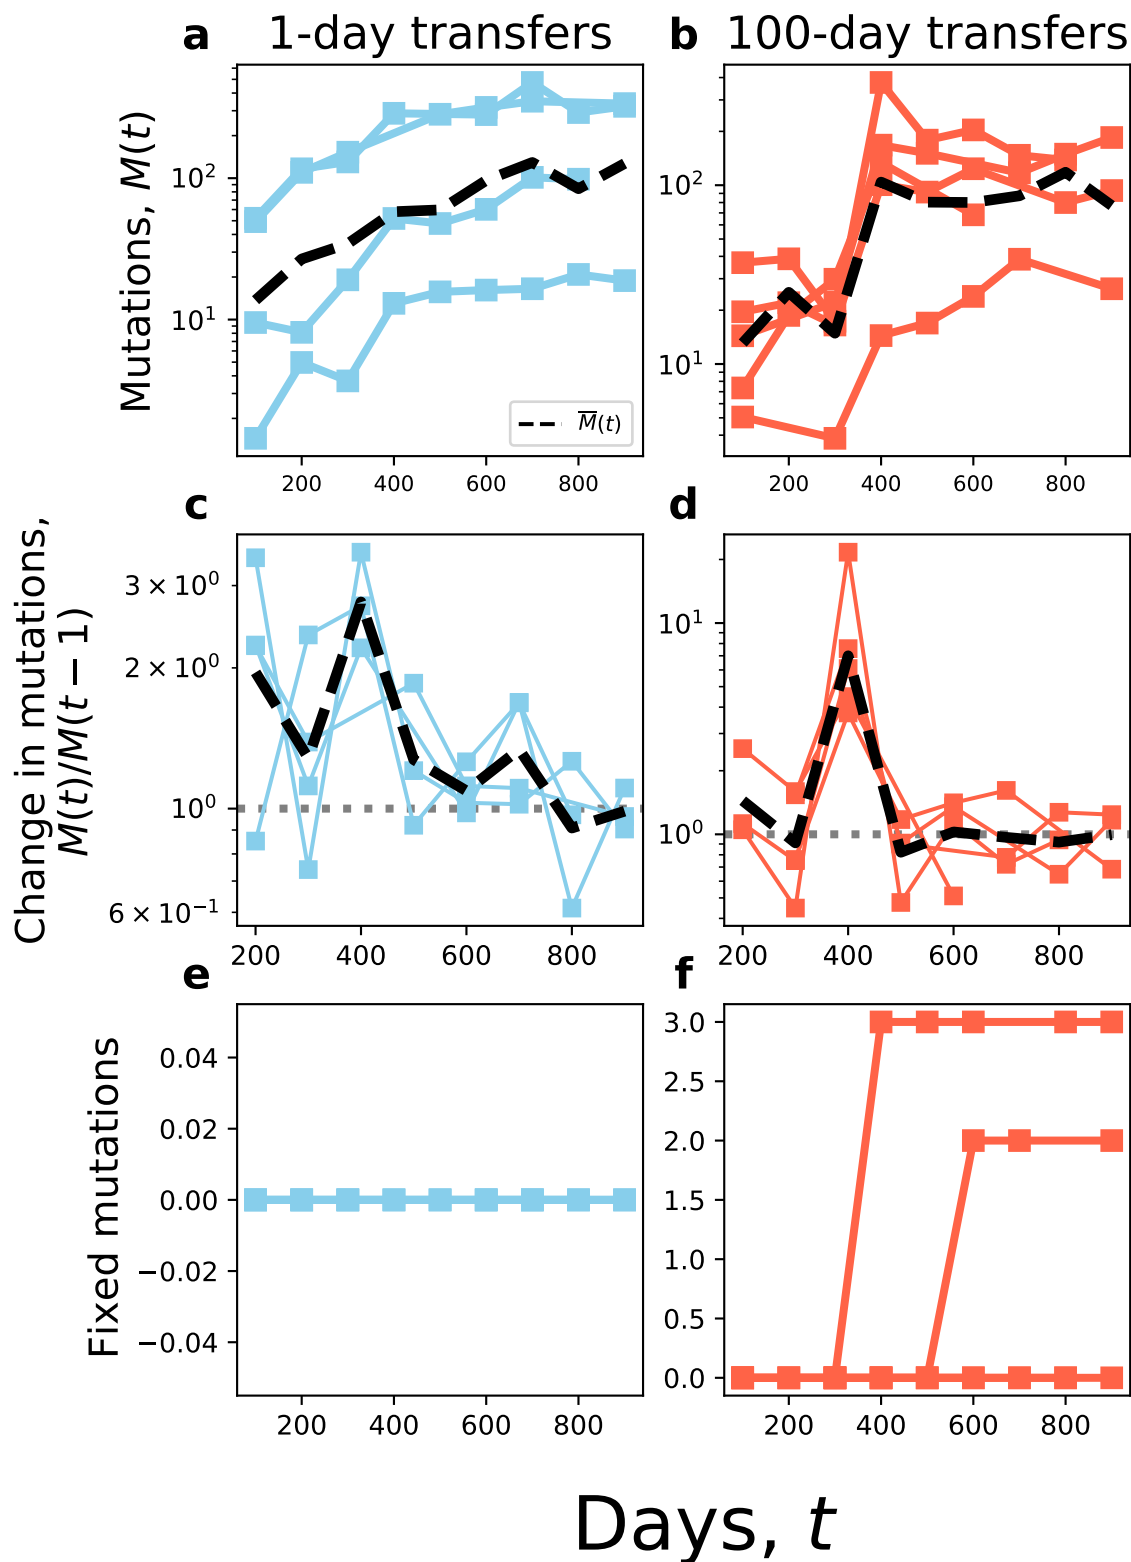 a 1-day transfers
b 100-day transfers
Mutations, M(t)
10²
10¹
M̅(t)
200 400 600 800
10²
10¹
200 400 600 800
c
d
Change in mutations,
M(t)/M(t − 1)
3 × 10⁰
2 × 10⁰
10⁰
6 × 10⁻¹
200 400 600 800
10¹
10⁰
200 400 600 800
e
f
Fixed mutations
0.04
0.02
0.00
−0.02
−0.04
200 400 600 800
3.0
2.5
2.0
1.5
1.0
0.5
0.0
200 400 600 800
Days, t